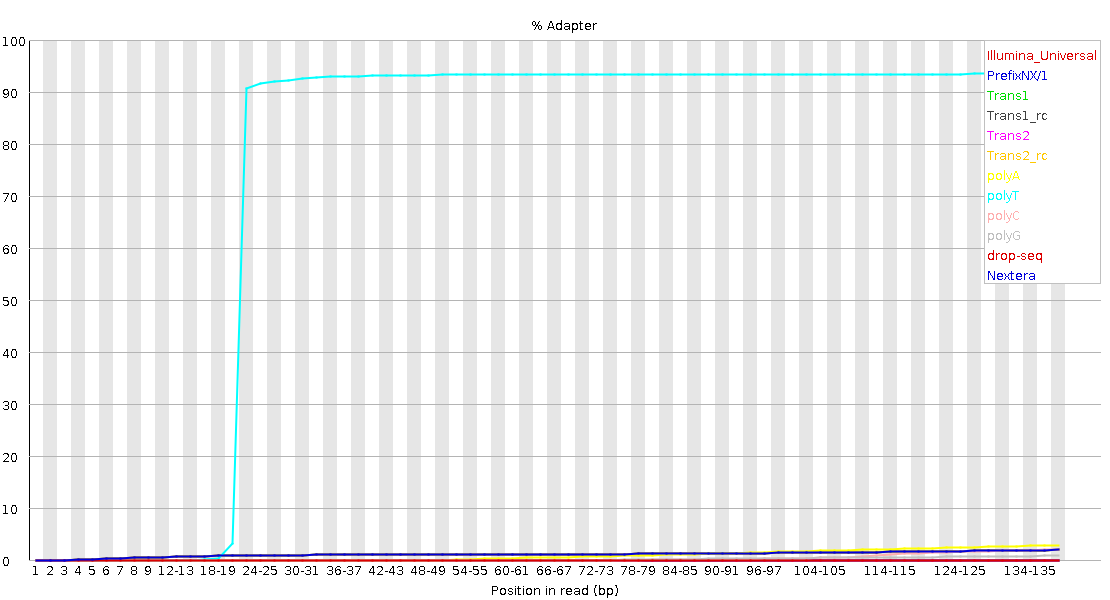 % Adapter
100
90
80
70
60
50
40
30
20
10
0
Illumina_Universal
PrefixNX/1
Trans1
Trans1_rc
Trans2
Trans2_rc
polyA
polyT
polyC
polyG
drop-seq
Nextera
1 2 3 4 5 6 7 8 9 12-13 18-19 24-25 30-31 36-37 42-43 48-49 54-55 60-61 66-67 72-73 78-79 84-85 90-91 96-97 104-105 114-115 124-125 134-135
Position in read (bp)